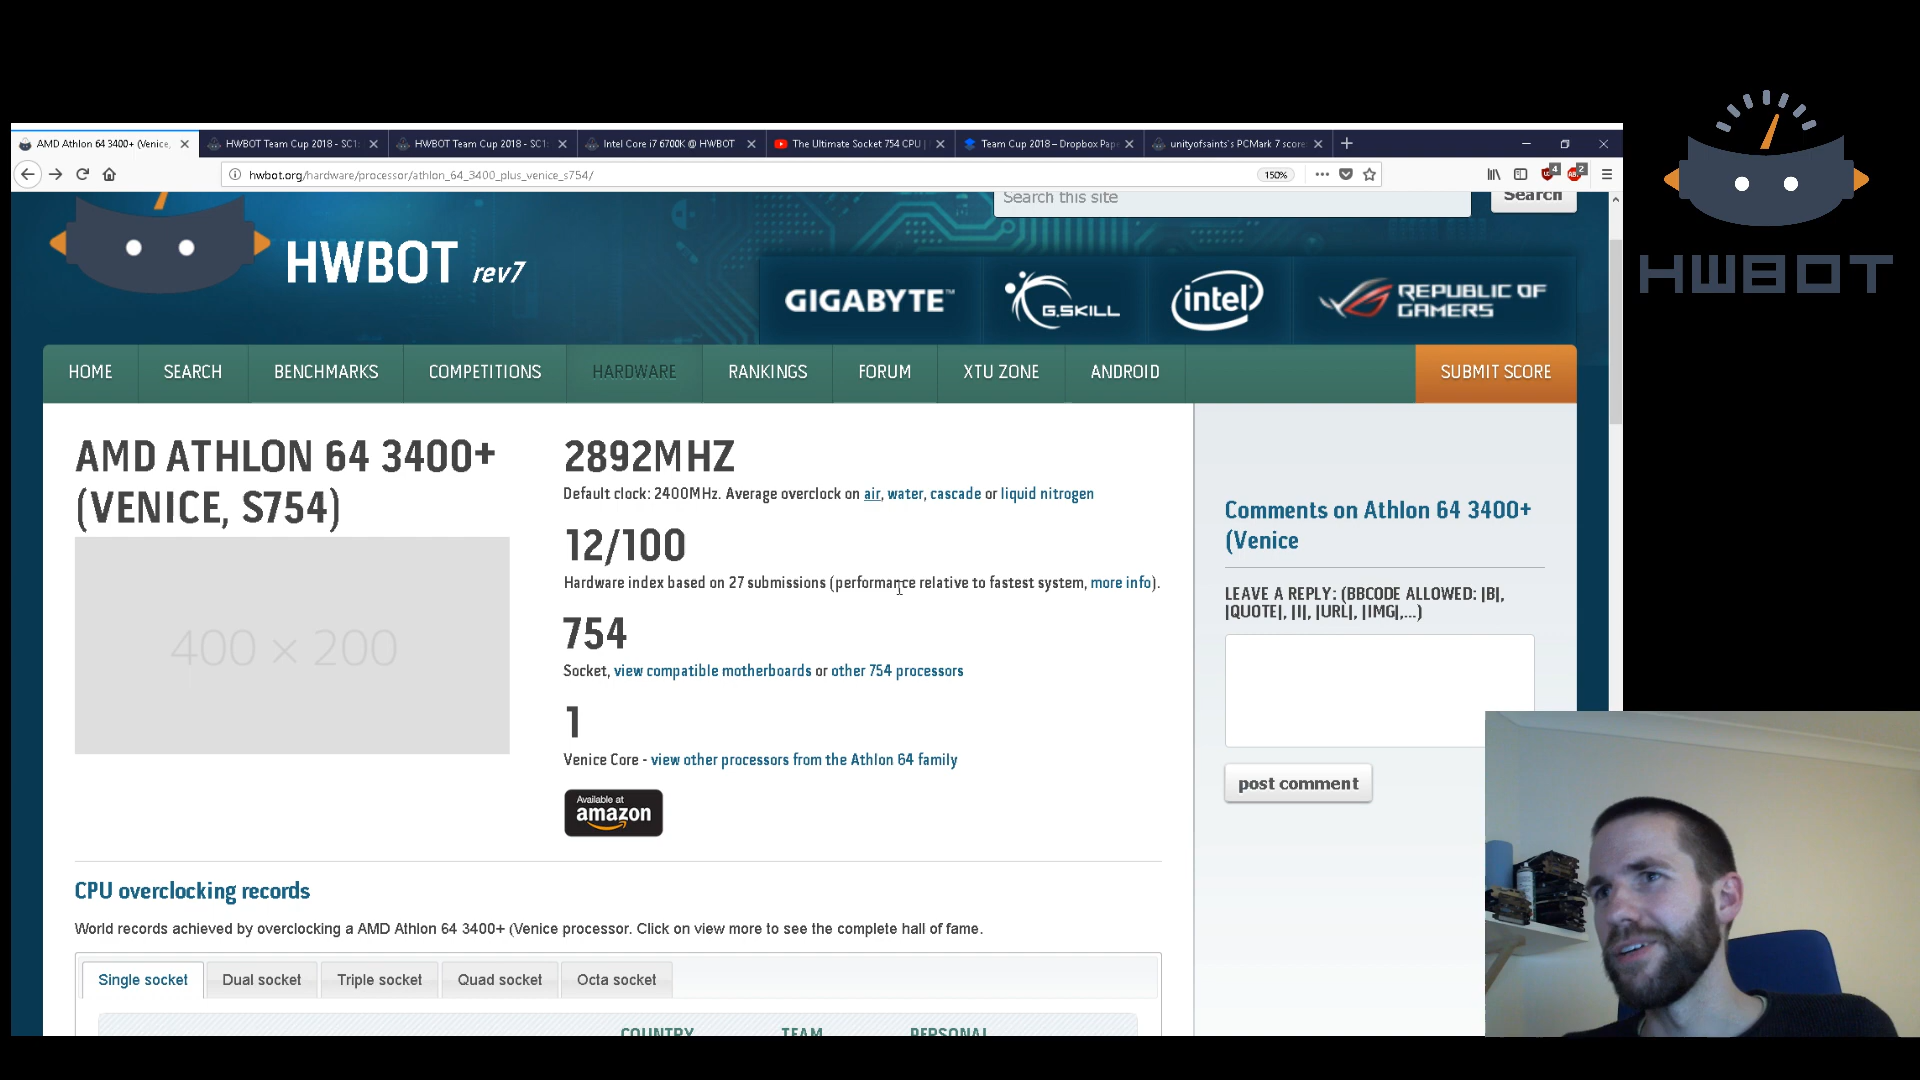 AMD Athlon 64 3400+ (Venice,
HWBOT Team Cup 2018 - SC1:
HWBOT Team Cup 2018 - SC1:
Intel Core i7 6700K @ HWBOT
The Ultimate Socket 754 CPU |
Team Cup 2018 – Dropbox Pap
unityofsaints's PCMark 7 score
hwbot.org/hardware/processor/athlon_64_3400_plus_venice_s754/
150%
4
2
Search this site
Search
HWBOT rev7
GIGABYTE™
G.SKILL
intel
REPUBLIC OF
GAMERS
HWBOT
HOME
SEARCH
BENCHMARKS
COMPETITIONS
HARDWARE
RANKINGS
FORUM
XTU ZONE
ANDROID
SUBMIT SCORE
AMD ATHLON 64 3400+
(VENICE, S754)
400 × 200
2892MHZ
Default clock: 2400MHz. Average overclock on air, water, cascade or liquid nitrogen
12/100
Hardware index based on 27 submissions (performance relative to fastest system, more info).
754
Socket, view compatible motherboards or other 754 processors
1
Venice Core - view other processors from the Athlon 64 family
Available at
amazon
Comments on Athlon 64 3400+
(Venice
LEAVE A REPLY: (BBCODE ALLOWED: |B|,
|QUOTE|, |I|, |URL|, |IMG|,...)
post comment
CPU overclocking records
World records achieved by overclocking a AMD Athlon 64 3400+ (Venice processor. Click on view more to see the complete hall of fame.
Single socket
Dual socket
Triple socket
Quad socket
Octa socket
COUNTRY
TEAM
PERSONAL